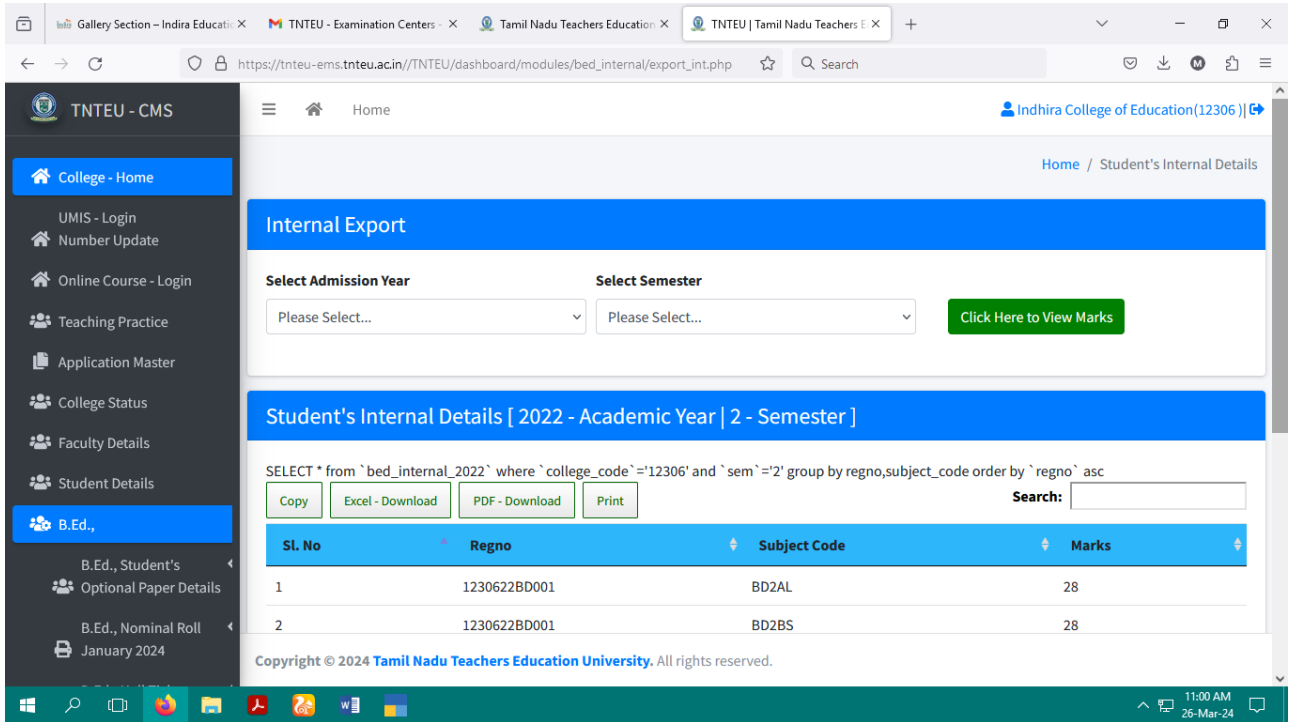 Gallery Section – Indira Educatio
TNTEU - Examination Centers -
Tamil Nadu Teachers Education
TNTEU | Tamil Nadu Teachers E
https://tnteu-ems.tnteu.ac.in//TNTEU/dashboard/modules/bed_internal/export_int.php
Search
M
TNTEU - CMS
Home
Indhira College of Education(12306 )|
Home / Student's Internal Details
College - Home
UMIS - Login
Number Update
Online Course - Login
Teaching Practice
Application Master
College Status
Faculty Details
Student Details
B.Ed.,
B.Ed., Student's
Optional Paper Details
B.Ed., Nominal Roll
January 2024
Internal Export
Select Admission Year
Select Semester
Please Select...
Please Select...
Click Here to View Marks
Student's Internal Details [ 2022 - Academic Year | 2 - Semester ]
SELECT * from `bed_internal_2022` where `college_code`='12306' and `sem`='2' group by regno,subject_code order by `regno` asc
Copy
Excel - Download
PDF - Download
Print
Search:
Sl. No Regno Subject Code Marks
1 1230622BD001 BD2AL 28
2 1230622BD001 BD2BS 28
Copyright © 2024 Tamil Nadu Teachers Education University. All rights reserved.
11:00 AM
26-Mar-24